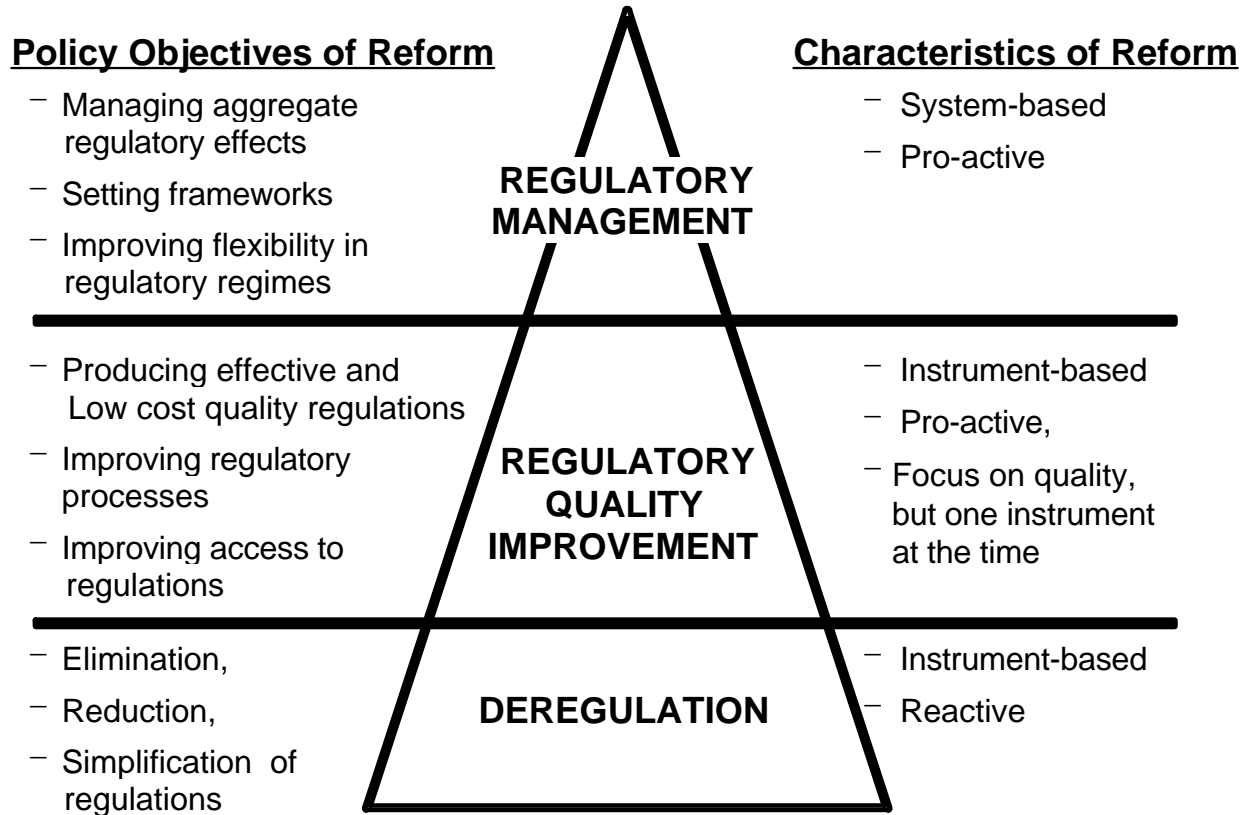 Policy Objectives of Reform
– Managing aggregate
regulatory effects
– Setting frameworks
– Improving flexibility in
regulatory regimes
REGULATORY
MANAGEMENT
Characteristics of Reform
– System-based
– Pro-active
– Producing effective and
Low cost quality regulations
– Improving regulatory
processes
– Improving access to
regulations
REGULATORY
QUALITY
IMPROVEMENT
– Instrument-based
– Pro-active,
– Focus on quality,
but one instrument
at the time
– Elimination,
– Reduction,
– Simplification of
regulations
DEREGULATION
– Instrument-based
– Reactive